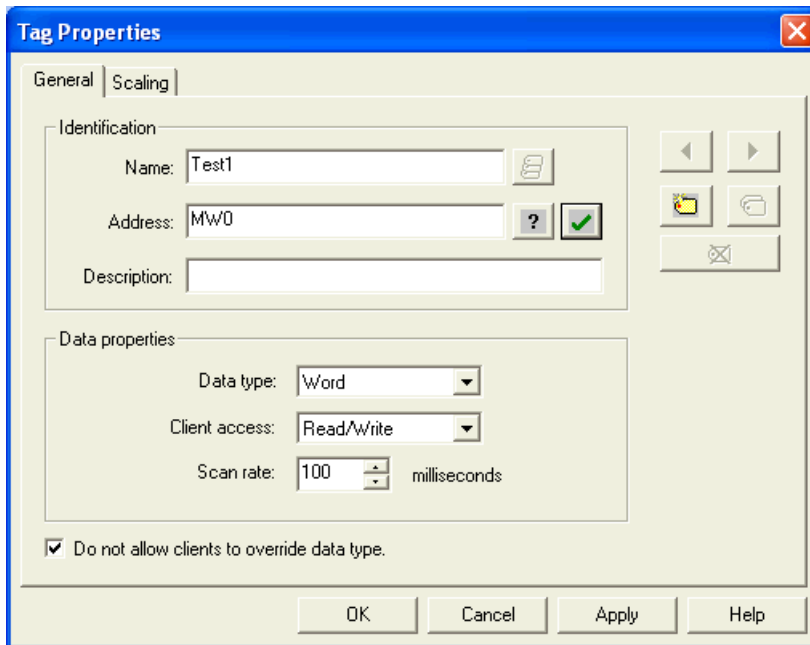 Tag Properties
General Scaling
Identification
Name: Test1
Address: MW0 ?
Description:
Data properties
Data type: Word
Client access: Read/Write
Scan rate: 100 milliseconds
Do not allow clients to override data type.
OK Cancel Apply Help